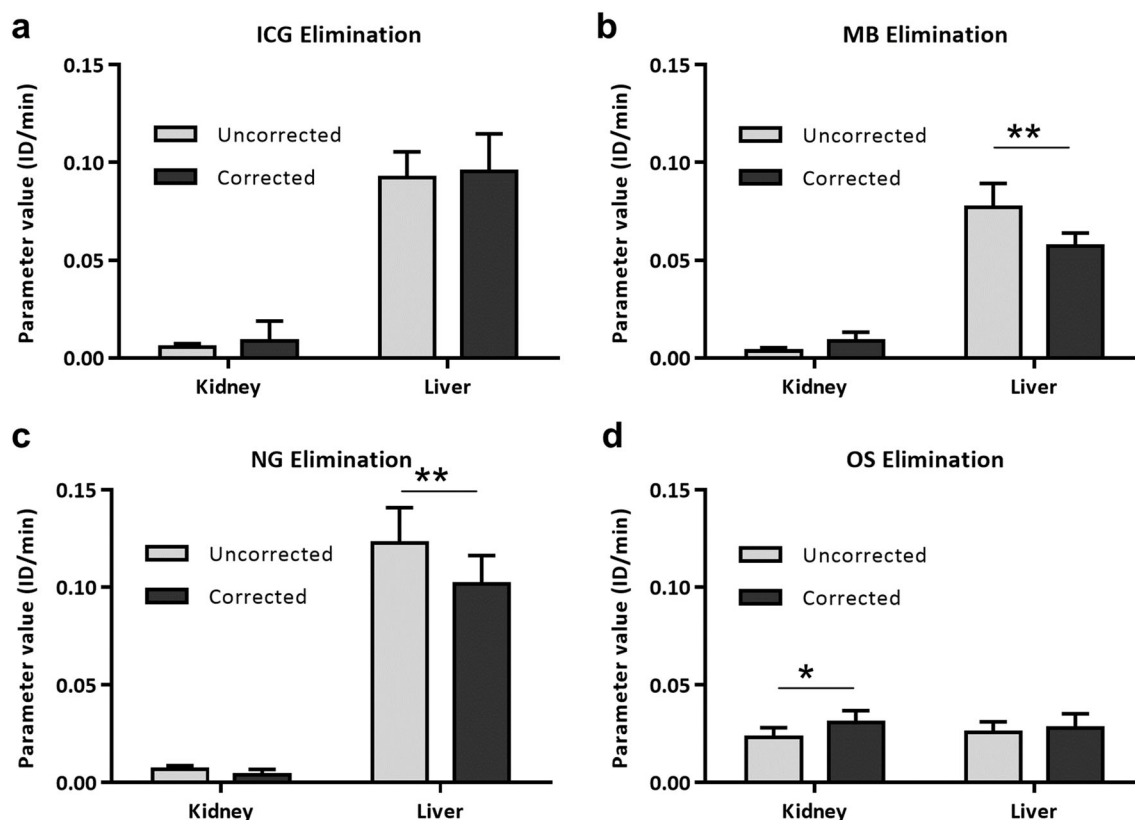 a
ICG Elimination
Parameter value (ID/min)
0.15
0.10
0.05
0.00
Uncorrected
Corrected
Kidney
Liver
b
MB Elimination
Parameter value (ID/min)
0.15
0.10
0.05
0.00
Uncorrected
Corrected
**
Kidney
Liver
c
NG Elimination
Parameter value (ID/min)
0.15
0.10
0.05
0.00
Uncorrected
Corrected
**
Kidney
Liver
d
OS Elimination
Parameter value (ID/min)
0.15
0.10
0.05
0.00
Uncorrected
Corrected
*
Kidney
Liver